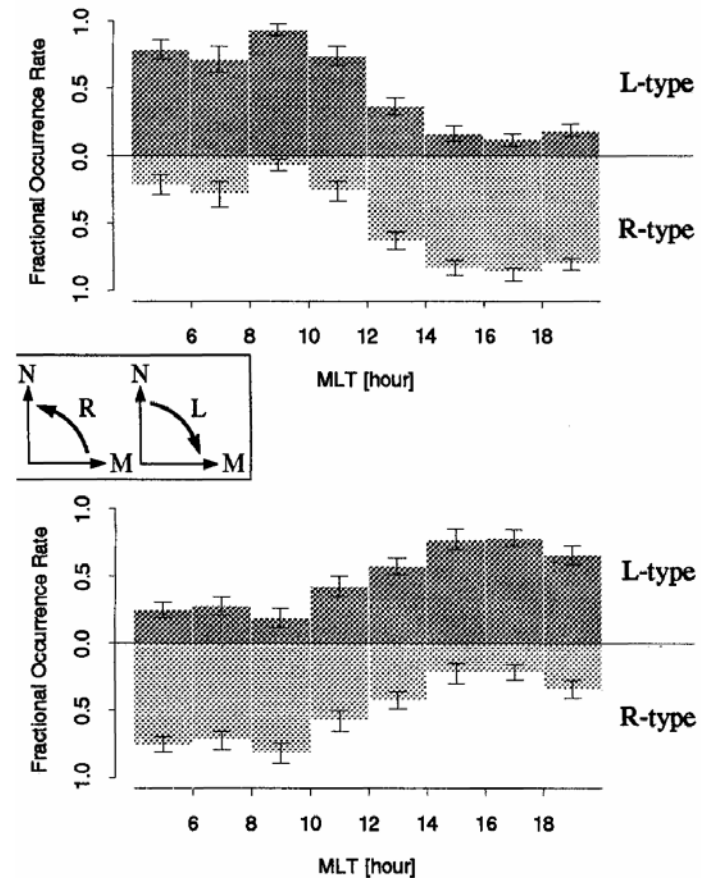 1.0
0.5
0.0
0.5
1.0
Fractional Occurrence Rate
L-type
R-type
6 8 10 12 14 16 18
MLT [hour]
N R M
N L M
1.0
0.5
0.0
0.5
1.0
Fractional Occurrence Rate
L-type
R-type
6 8 10 12 14 16 18
MLT [hour]